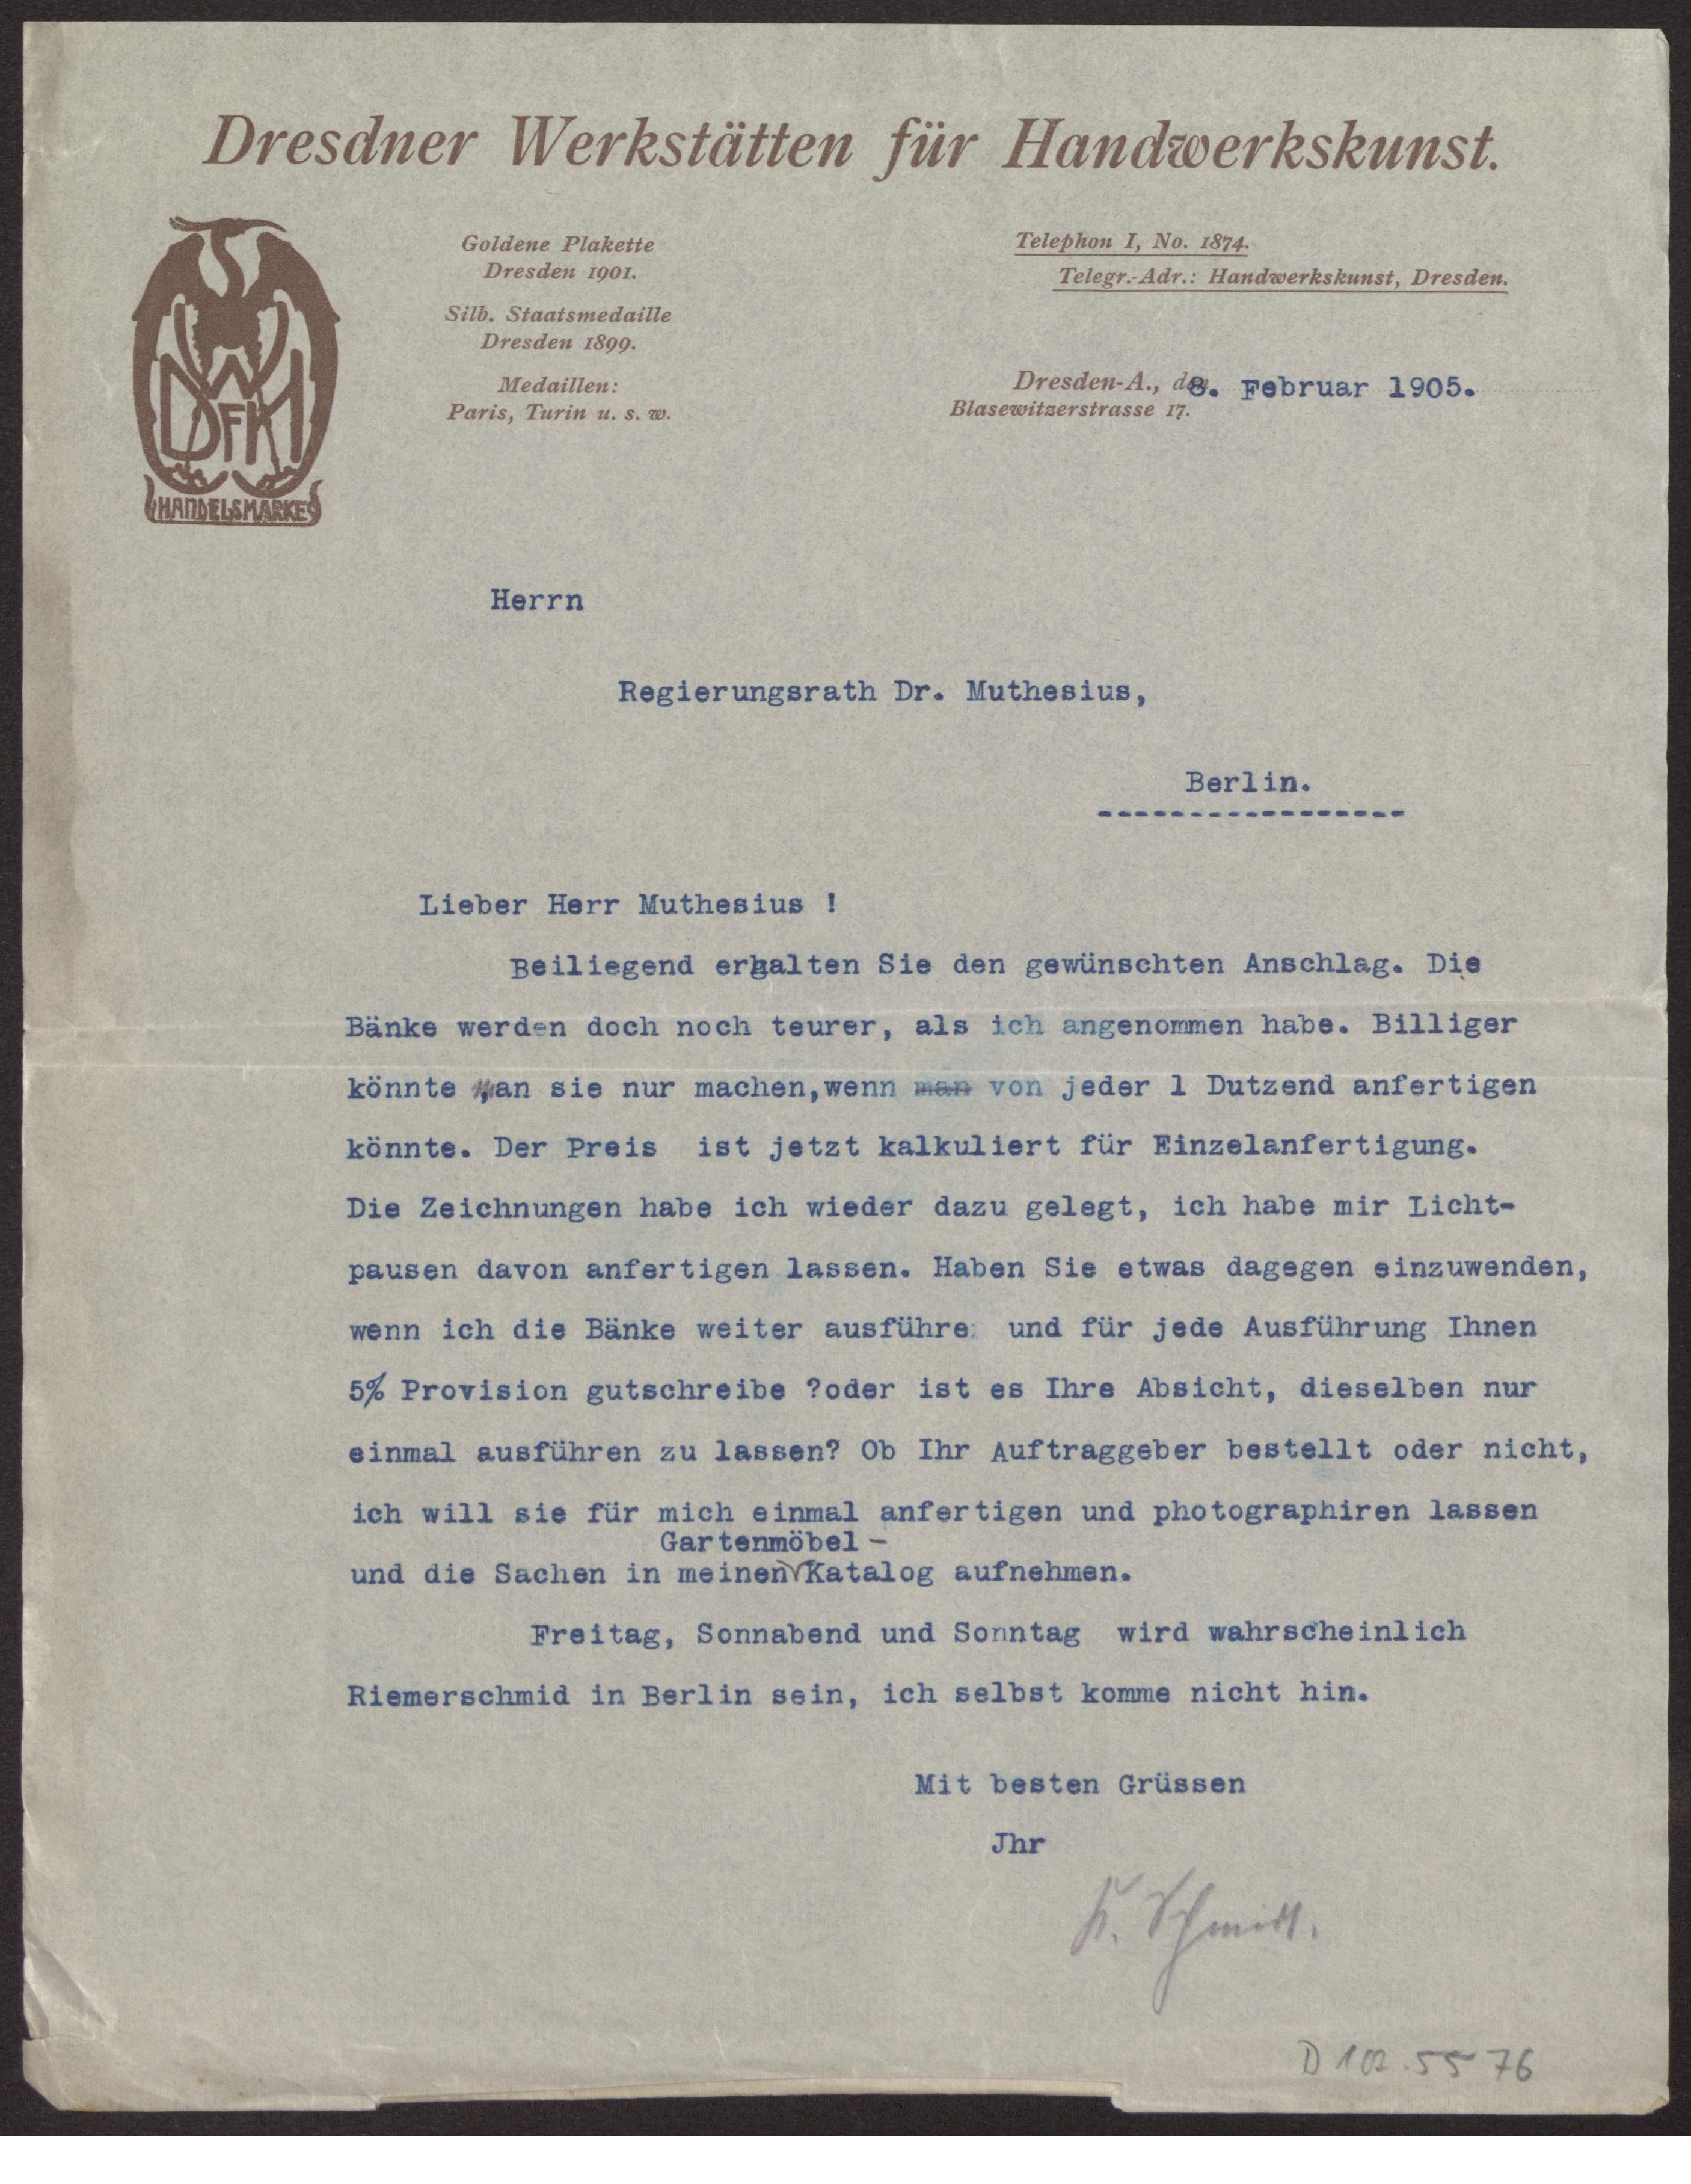 Dresdner Werkstätten für Handwerkskunst.
Goldene Plakette
Dresden 1901.
Silb. Staatsmedaille
Dresden 1899.
Medaillen:
Paris, Turin u. s. w.
Telephon I, No. 1874.
Telegr.-Adr.: Handwerkskunst, Dresden.
Dresden-A., den 8. Februar 1905.
Blasewitzerstrasse 17.
DWFHK
HANDELSMARKE
Herrn
Regierungsrath Dr. Muthesius,
Berlin.
-----------------
Lieber Herr Muthesius !
Beiliegend erhalten Sie den gewünschten Anschlag. Die
Bänke werden doch noch teurer, als ich angenommen habe. Billiger
könnte man sie nur machen,wenn man von jeder 1 Dutzend anfertigen
könnte. Der Preis ist jetzt kalkuliert für Einzelanfertigung.
Die Zeichnungen habe ich wieder dazu gelegt, ich habe mir Licht-
pausen davon anfertigen lassen. Haben Sie etwas dagegen einzuwenden,
wenn ich die Bänke weiter ausführe und für jede Ausführung Ihnen
5% Provision gutschreibe ?oder ist es Ihre Absicht, dieselben nur
einmal ausführen zu lassen? Ob Ihr Auftraggeber bestellt oder nicht,
ich will sie für mich einmal anfertigen und photographiren lassen
Gartenmöbel-
und die Sachen in meinen Katalog aufnehmen.
Freitag, Sonnabend und Sonntag wird wahrscheinlich
Riemerschmid in Berlin sein, ich selbst komme nicht hin.
Mit besten Grüssen
Jhr
K. Schmidt.
D 102.5576